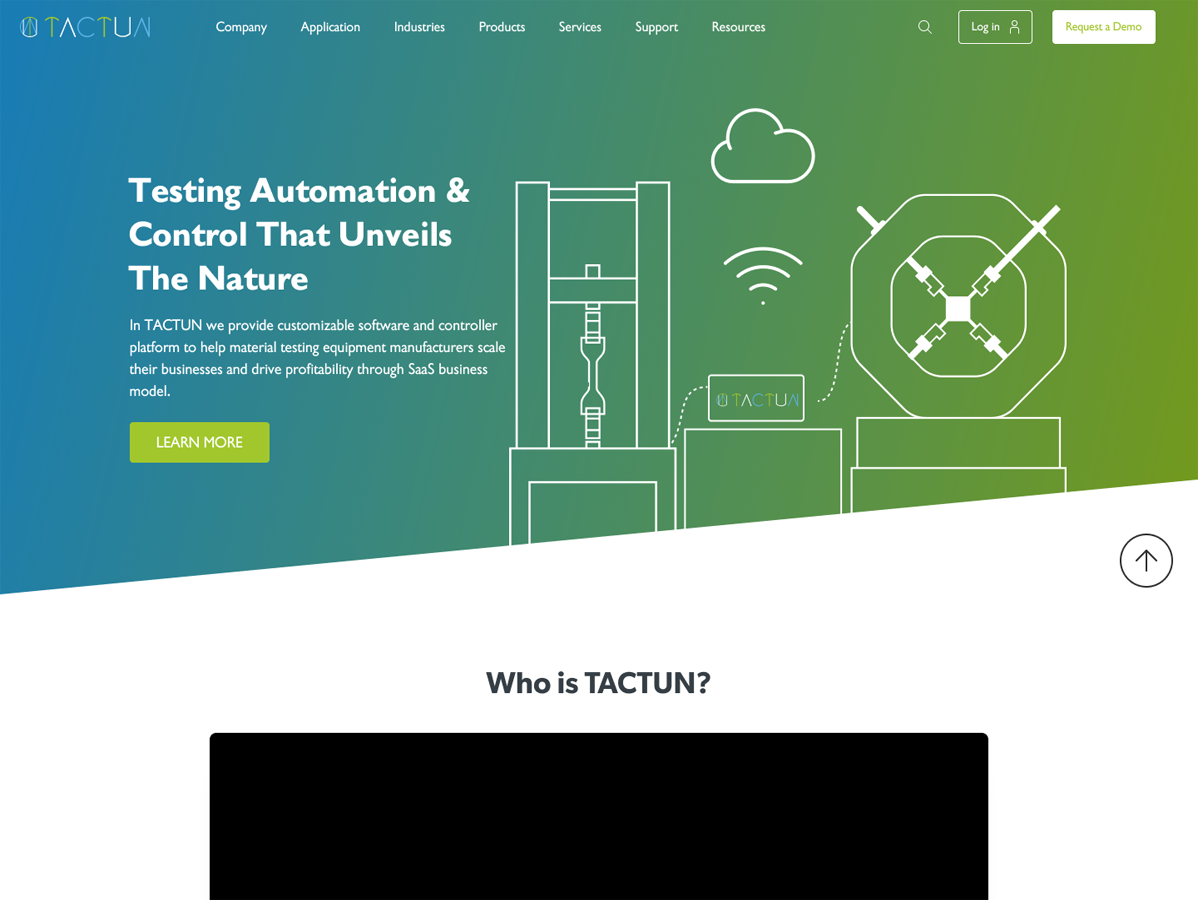 TACTUN
Company
Application
Industries
Products
Services
Support
Resources
Log in
Request a Demo
Testing Automation &
Control That Unveils
The Nature
In TACTUN we provide customizable software and controller
platform to help material testing equipment manufacturers scale
their businesses and drive profitability through SaaS business
model.
LEARN MORE
TACTUN
Who is TACTUN?